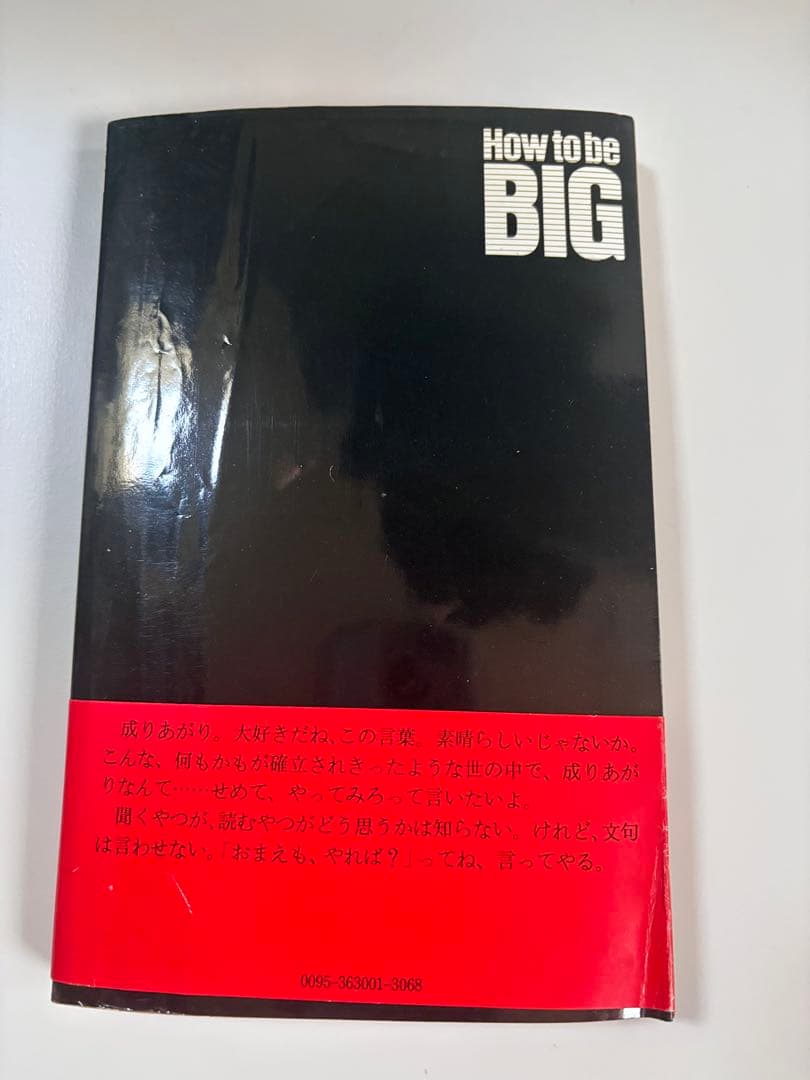 How to be
BIG
成りあがり。大好きだね、この言葉。素晴らしいじゃないか。
こんな、何もかもが確立されきったような世の中で、成りあが
りなんて……せめて、やってみろって言いたいよ。
聞くやつが、読むやつがどう思うかは知らない。けれど、文句
は言わせない。「おまえも、やれば？」ってね、言ってやる。
0095-363001-3068